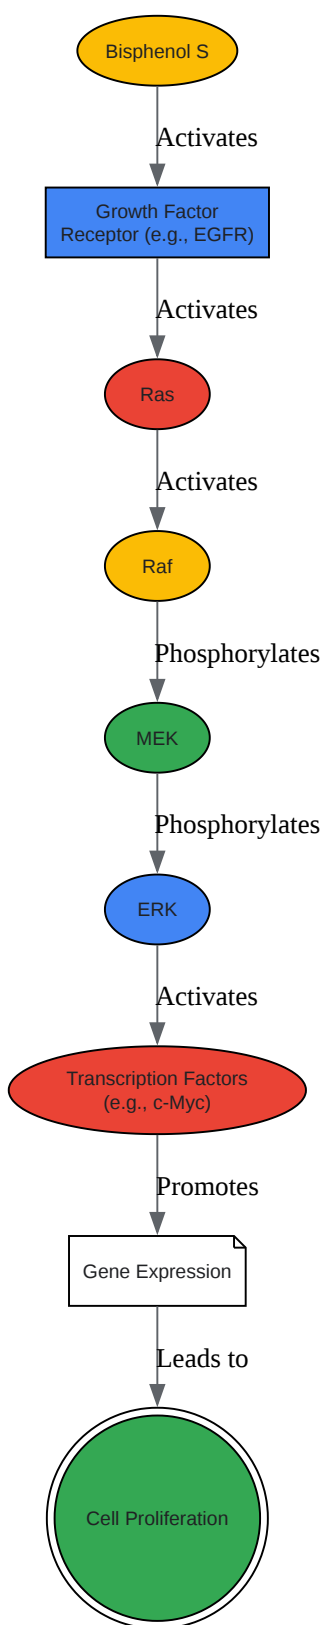 Bisphenol S
Activates
Growth Factor
Receptor (e.g., EGFR)
Activates
Ras
Activates
Raf
Phosphorylates
MEK
Phosphorylates
ERK
Activates
Transcription Factors
(e.g., c-Myc)
Promotes
Gene Expression
Leads to
Cell Proliferation